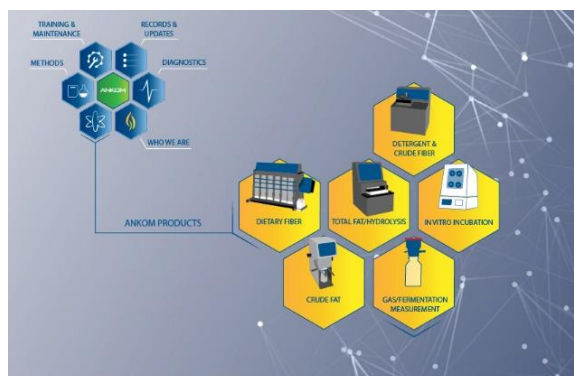 TRAINING &
MAINTENANCE
RECORDS &
UPDATES
METHODS
DIAGNOSTICS
ANKOM
WHO WE ARE
ANKOM PRODUCTS
DETERGENT &
CRUDE FIBER
DIETARY FIBER
TOTAL FAT/HYDROLYSIS
IN VITRO INCUBATION
CRUDE FAT
GAS/FERMENTATION
MEASUREMENT